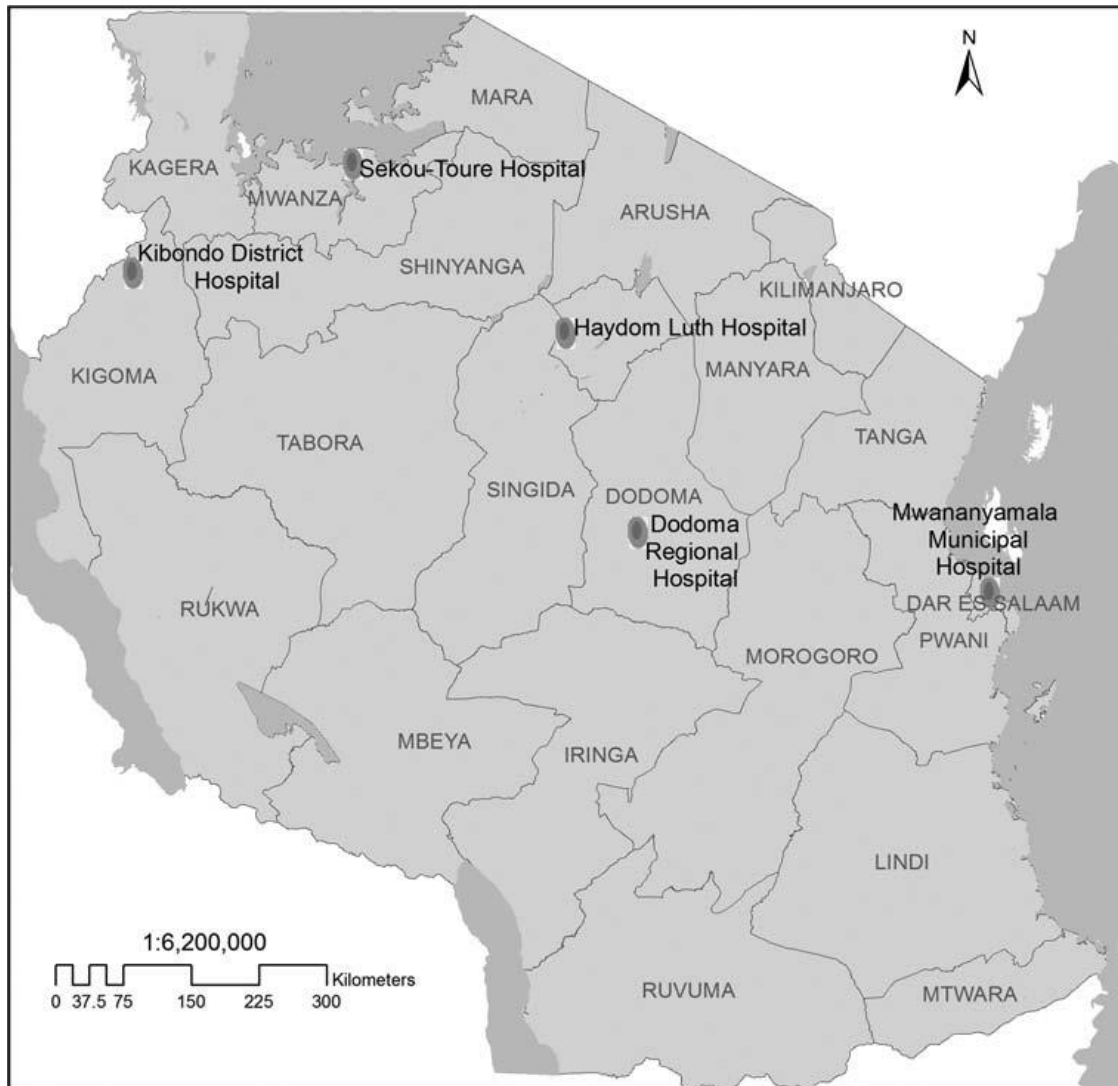 N
MARA
KAGERA
Sekou-Toure Hospital
MWANZA
ARUSHA
Kibondo District
Hospital
SHINYANGA
KILIMANJARO
Haydom Luth Hospital
KIGOMA
MANYARA
TABORA
TANGA
SINGIDA
DODOMA
Dodoma
Regional
Hospital
Mwananyamala
Municipal
Hospital
RUKWA
DAR ES SALAAM
PWANI
MOROGORO
MBEYA
IRINGA
LINDI
1:6,200,000
Kilometers
0 37.5 75 150 225 300
RUVUMA
MTWARA